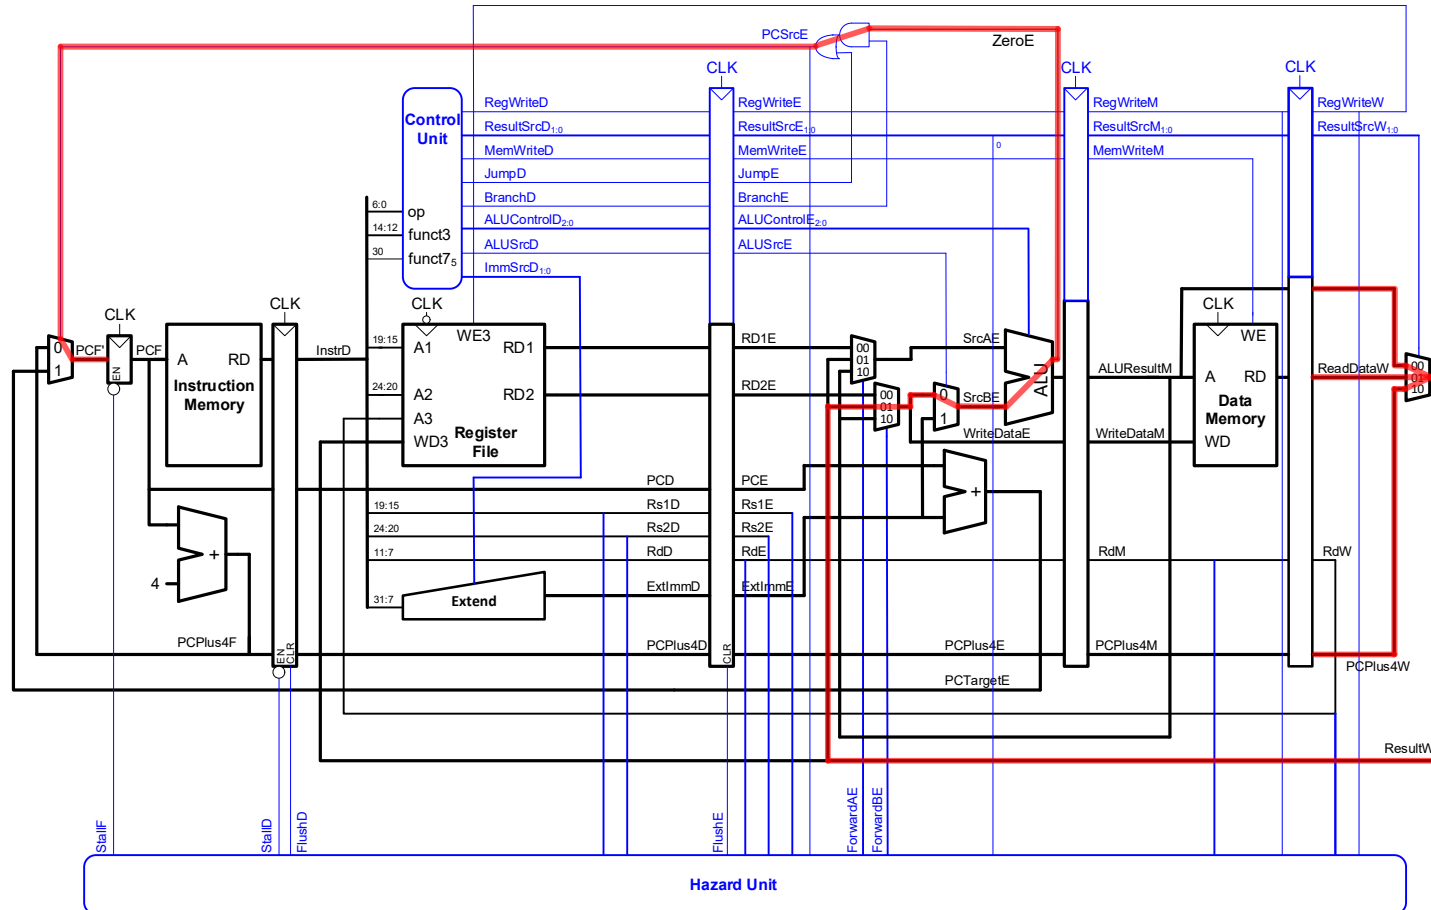 PCSrcE
ZeroE
CLK
CLK
CLK
Control
Unit
RegWriteD
RegWriteE
RegWriteM
RegWriteW
ResultSrcD1:0
ResultSrcE1:0
ResultSrcM1:0
ResultSrcW1:0
0
MemWriteD
MemWriteE
MemWriteM
JumpD
JumpE
BranchD
BranchE
6:0
op
ALUControlD2:0
ALUControlE2:0
14:12
funct3
ALUSrcD
ALUSrcE
30
funct75
ImmSrcD1:0
CLK
CLK
CLK
CLK
0
1
PCF'
EN
PCF
A
RD
Instruction
Memory
InstrD
19:15
A1
WE3
RD1
RD1E
00
01
10
SrcAE
ALU
ALUResultM
A
RD
WE
Data
Memory
WD
ReadDataW
00
01
10
24:20
A2
RD2
RD2E
00
01
10
0
1
SrcBE
A3
WD3
Register
File
WriteDataE
WriteDataM
PCD
PCE
+
19:15
Rs1D
Rs1E
24:20
Rs2D
Rs2E
11:7
RdD
RdE
RdM
RdW
+
4
31:7
Extend
ExtImmD
ExtImmE
PCPlus4F
EN
CLR
PCPlus4D
CLR
PCPlus4E
PCPlus4M
PCPlus4W
PCTargetE
ResultW
StallF
StallD
FlushD
FlushE
ForwardAE
ForwardBE
Hazard Unit